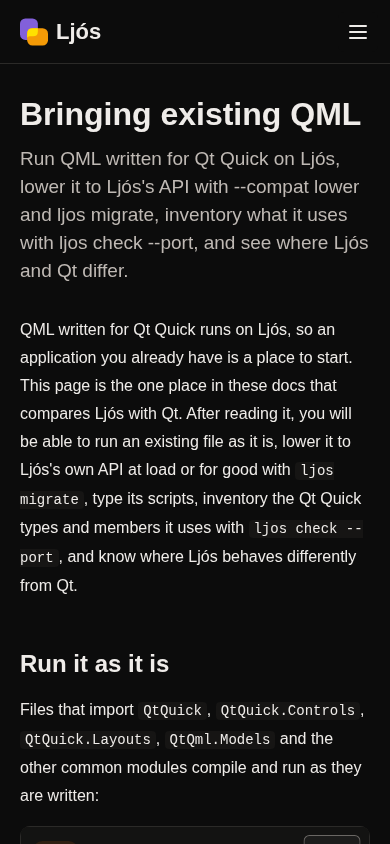 Ljós
Bringing existing QML
Run QML written for Qt Quick on Ljós,
lower it to Ljós's API with --compat lower
and ljos migrate, inventory what it uses
with ljos check --port, and see where Ljós
and Qt differ.
QML written for Qt Quick runs on Ljós, so an
application you already have is a place to start.
This page is the one place in these docs that
compares Ljós with Qt. After reading it, you will
be able to run an existing file as it is, lower it to
Ljós's own API at load or for good with ljos
migrate, type its scripts, inventory the Qt Quick
types and members it uses with ljos check --
port, and know where Ljós behaves differently
from Qt.
Run it as it is
Files that import QtQuick, QtQuick.Controls,
QtQuick.Layouts, QtQml.Models and the
other common modules compile and run as they
are written: